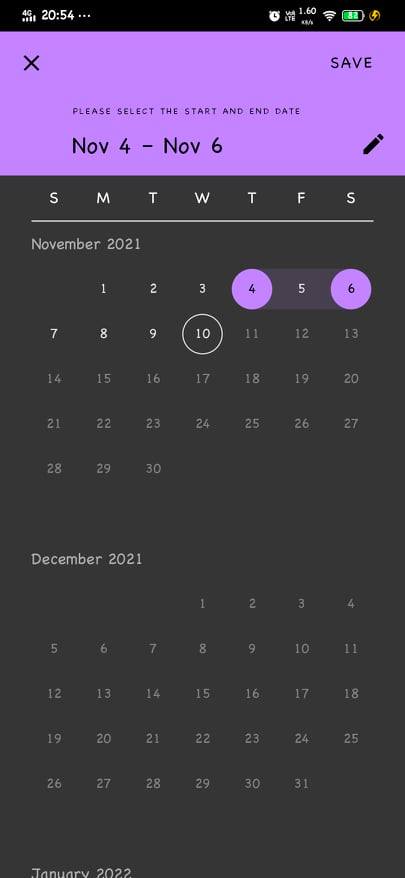 4G 20:54 ••• VoLTE 1.60 KB/S 82
SAVE
PLEASE SELECT THE START AND END DATE
Nov 4 – Nov 6
S M T W T F S
November 2021
1 2 3 4 5 6
7 8 9 10 11 12 13
14 15 16 17 18 19 20
21 22 23 24 25 26 27
28 29 30
December 2021
1 2 3 4
5 6 7 8 9 10 11
12 13 14 15 16 17 18
19 20 21 22 23 24 25
26 27 28 29 30 31
January 2022